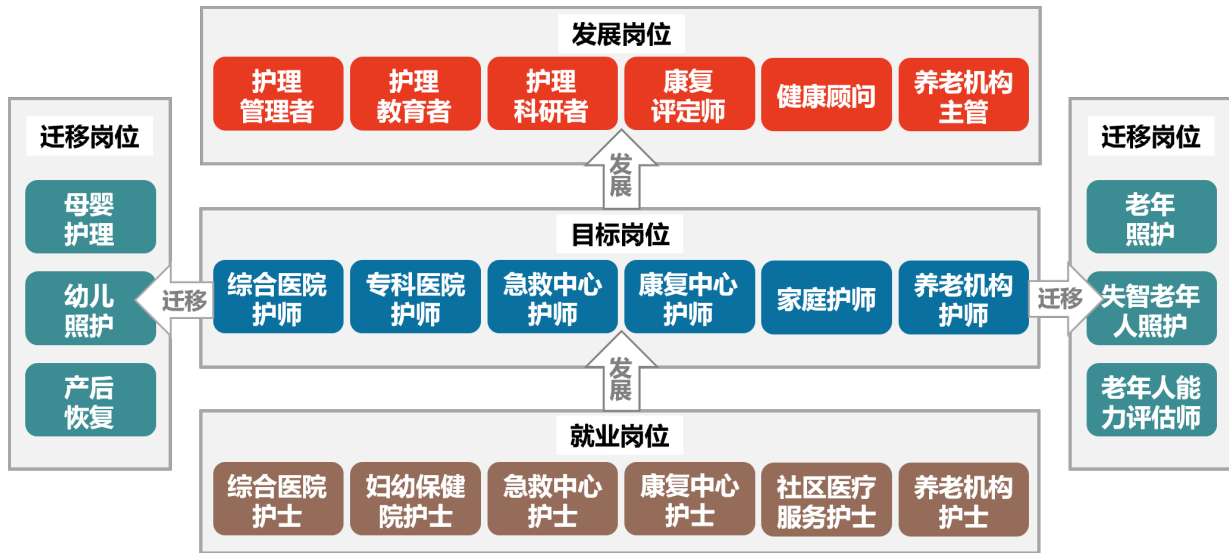 发展岗位
护理
管理者
护理
教育者
护理
科研者
康复
评定师
健康顾问
养老机构
主管
发展
迁移岗位
母婴
护理
幼儿
照护
产后
恢复
迁移
目标岗位
综合医院
护师
专科医院
护师
急救中心
护师
康复中心
护师
家庭护师
养老机构
护师
迁移
迁移岗位
老年
照护
失智老年
人照护
老年人能
力评估师
发展
就业岗位
综合医院
护士
妇幼保健
院护士
急救中心
护士
康复中心
护士
社区医疗
服务护士
养老机构
护士